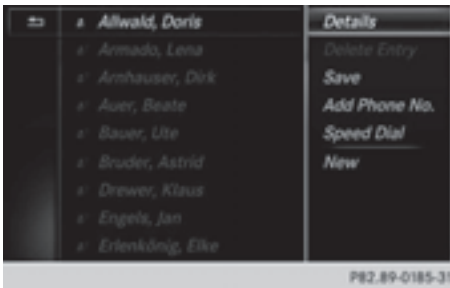 Allwald, Doris
Armado, Lena
Arnhauser, Dirk
Auer, Beate
Bauer, Ute
Bruder, Astrid
Drewer, Klaus
Engels, Jan
Erlenkönig, Elke
Details
Delete Entry
Save
Add Phone No.
Speed Dial
New
P82.89-0185-31